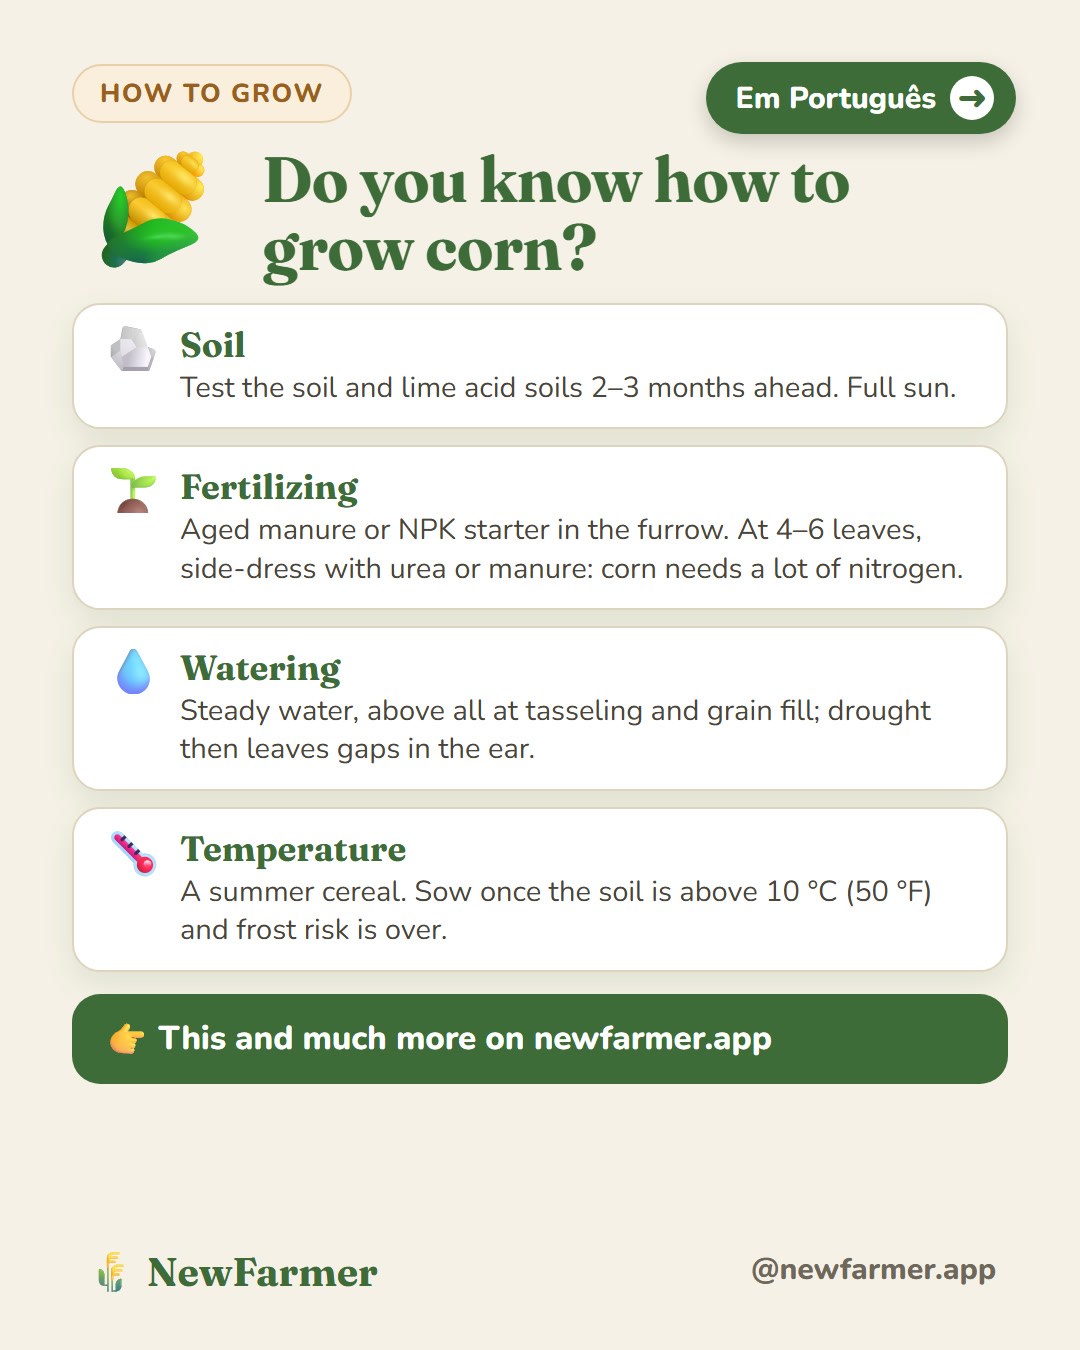 HOW TO GROW
Em Português
Do you know how to
grow corn?
Soil
Test the soil and lime acid soils 2–3 months ahead. Full sun.
Fertilizing
Aged manure or NPK starter in the furrow. At 4–6 leaves,
side-dress with urea or manure: corn needs a lot of nitrogen.
Watering
Steady water, above all at tasseling and grain fill; drought
then leaves gaps in the ear.
Temperature
A summer cereal. Sow once the soil is above 10 °C (50 °F)
and frost risk is over.
This and much more on newfarmer.app
NewFarmer
@newfarmer.app